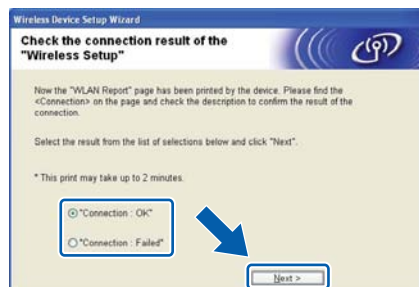 Wireless Device Setup Wizard
Check the connection result of the
"Wireless Setup"
Now the "WLAN Report" page has been printed by the device. Please find the
<Connection> on the page and check the description to confirm the result of the
connection.
Select the result from the list of selections below and click "Next".
* This print may take up to 2 minutes.
"Connection : OK"
"Connection : Failed"
Next >